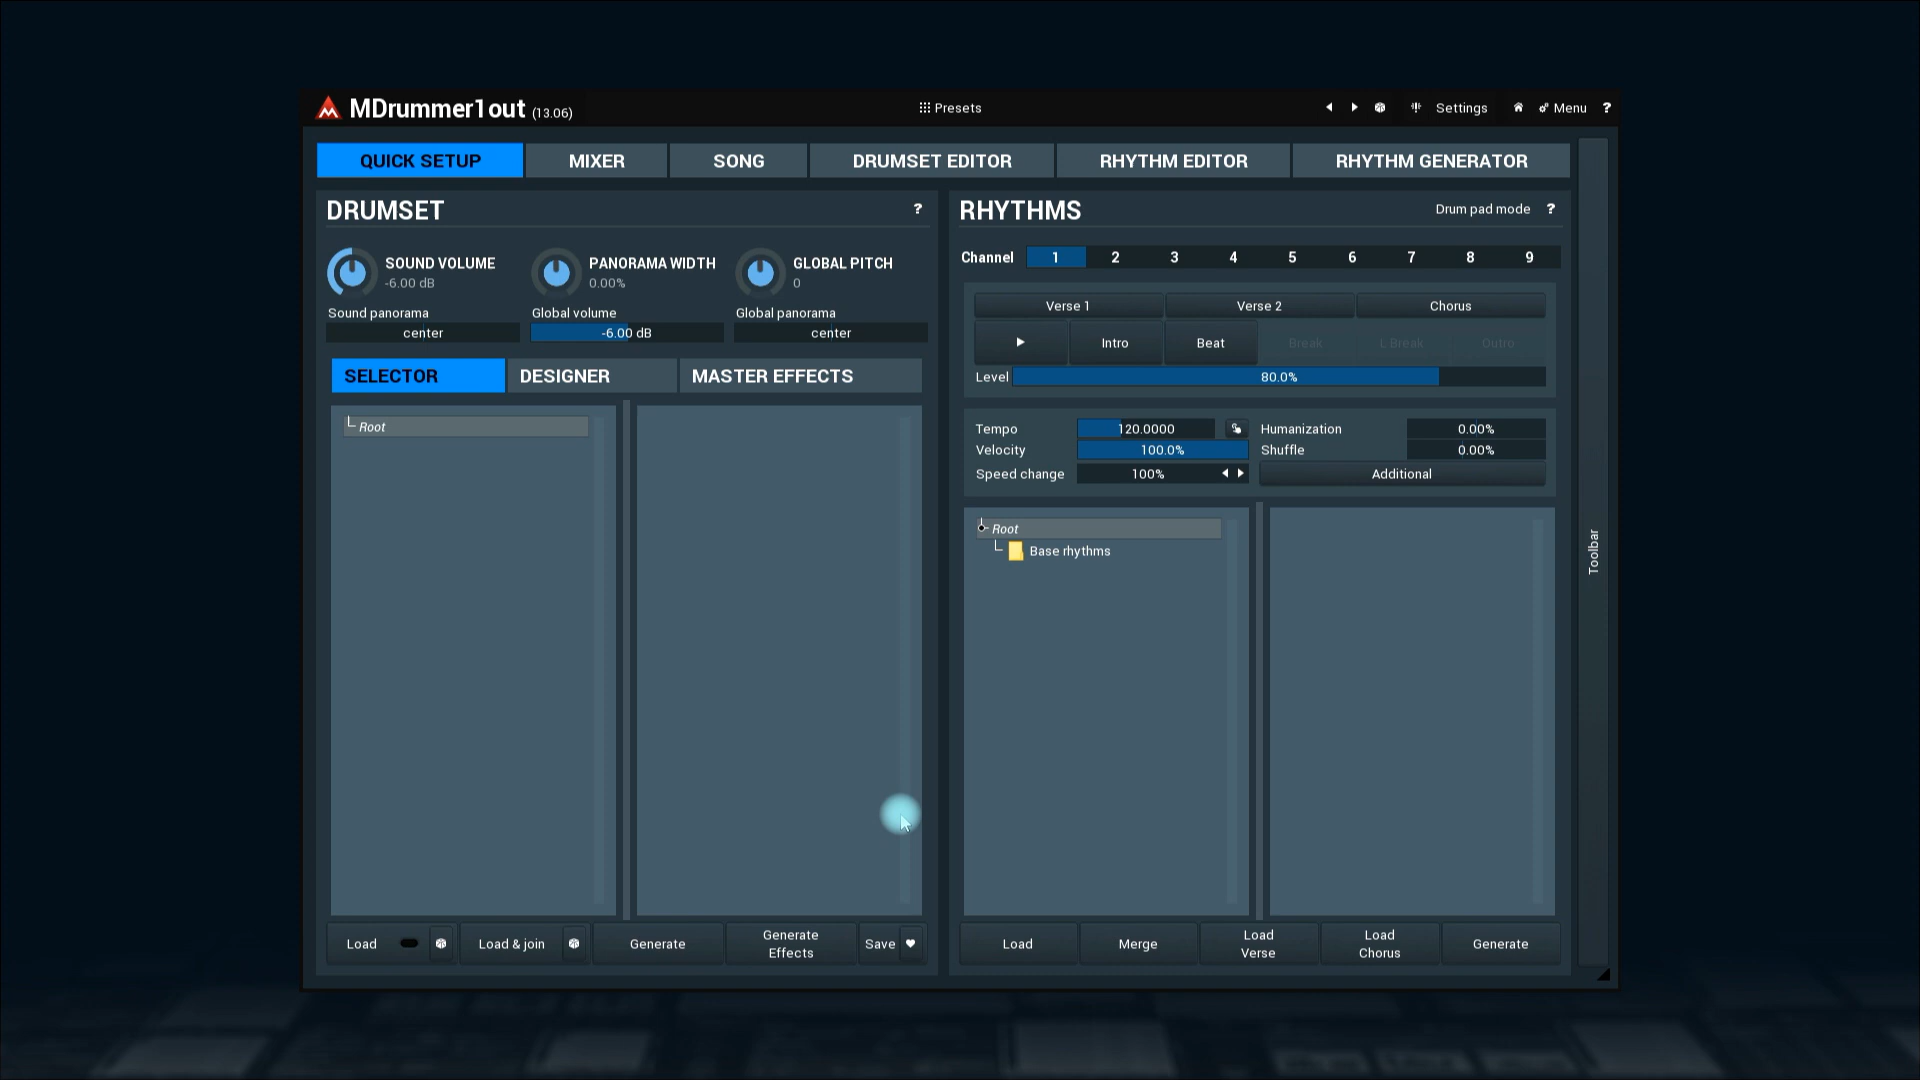 MDrummer1out (13.06)
Presets
Settings
Menu
?
QUICK SETUP
MIXER
SONG
DRUMSET EDITOR
RHYTHM EDITOR
RHYTHM GENERATOR
DRUMSET
?
SOUND VOLUME
-6.00 dB
PANORAMA WIDTH
0.00%
GLOBAL PITCH
0
Sound panorama
center
Global volume
-6.00 dB
Global panorama
center
SELECTOR
DESIGNER
MASTER EFFECTS
Root
Load
Load & join
Generate
Generate
Effects
Save
RHYTHMS
Drum pad mode
?
Channel
1
2
3
4
5
6
7
8
9
Verse 1
Verse 2
Chorus
Intro
Beat
Break
L Break
Outro
Level
80.0%
Tempo
120.0000
Humanization
0.00%
Velocity
100.0%
Shuffle
0.00%
Speed change
100%
Additional
Root
Base rhythms
Load
Merge
Load
Verse
Load
Chorus
Generate
Toolbar